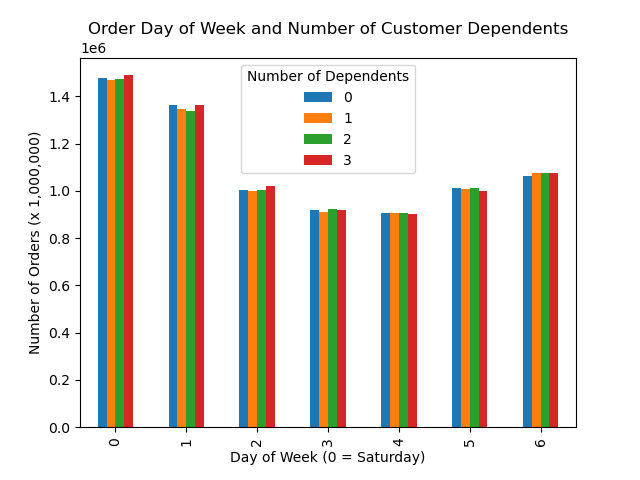 Order Day of Week and Number of Customer Dependents
1e6
Number of Dependents
0
1
2
3
Number of Orders (x 1,000,000)
1.4
1.2
1.0
0.8
0.6
0.4
0.2
0.0
0 1 2 3 4 5 6
Day of Week (0 = Saturday)